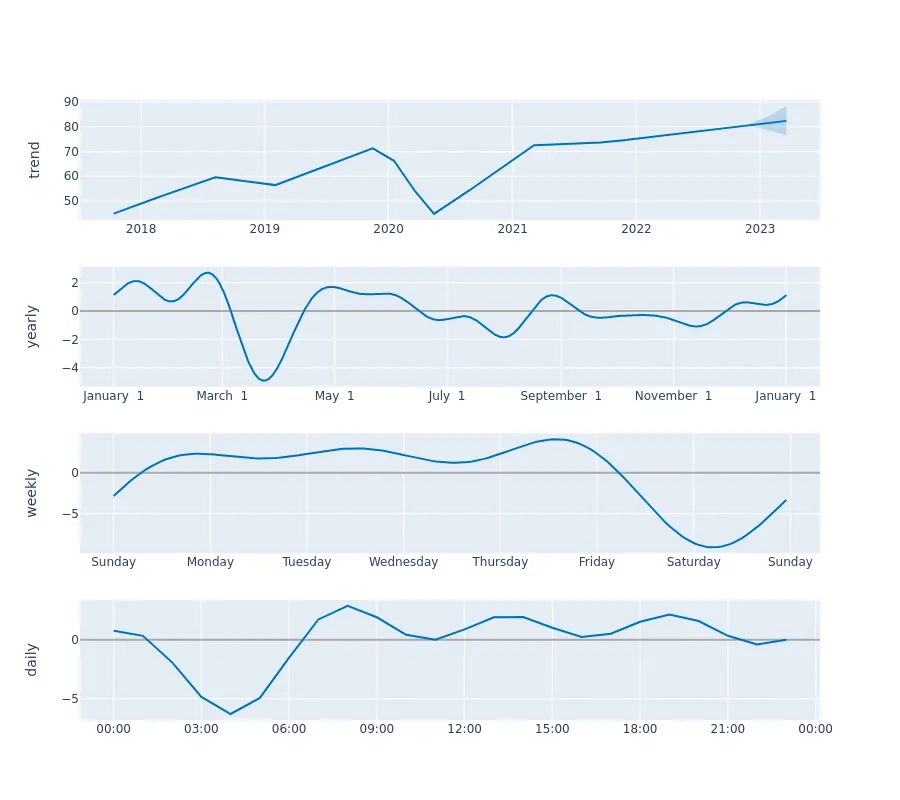 90
80
70
60
50
trend
2018 2019 2020 2021 2022 2023
2
0
−2
−4
yearly
January 1 March 1 May 1 July 1 September 1 November 1 January 1
0
−5
weekly
Sunday Monday Tuesday Wednesday Thursday Friday Saturday Sunday
0
−5
daily
00:00 03:00 06:00 09:00 12:00 15:00 18:00 21:00 00:00